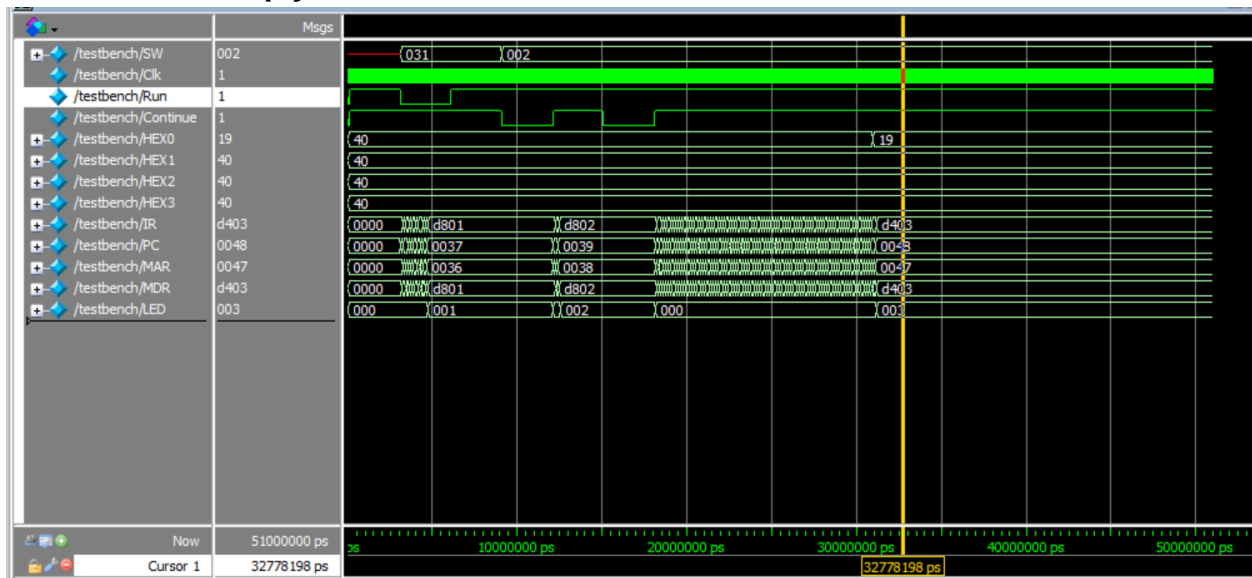 Msgs
/testbench/SW 002 031 002
/testbench/Clk 1
/testbench/Run 1
/testbench/Continue 1
/testbench/HEX0 19 40 19
/testbench/HEX1 40 40
/testbench/HEX2 40 40
/testbench/HEX3 40 40
/testbench/IR d403 0000 d801 d802 d403
/testbench/PC 0048 0000 0037 0039 0048
/testbench/MAR 0047 0000 0036 0038 0047
/testbench/MDR d403 0000 d801 d802 d403
/testbench/LED 003 000 001 002 000 003
Now 51000000 ps ps 10000000 ps 20000000 ps 30000000 ps 40000000 ps 50000000 ps
Cursor 1 32778198 ps 32778198 ps